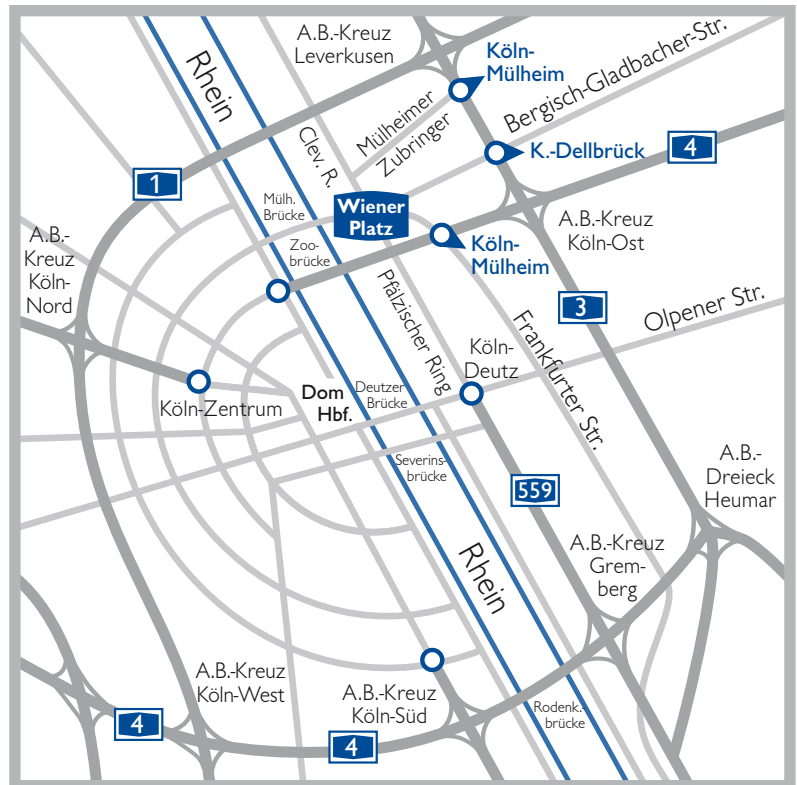 A.B.-Kreuz
Leverkusen
Köln-
Mülheim
Rhein
Bergisch-Gladbacher-Str.
Mülheimer
Zubringer
Clev. R.
K.-Dellbrück
4
1
Mülh.
Brücke
Wiener
Platz
A.B.-
Kreuz
Köln-
Nord
Zoo-
brücke
Köln-
Mülheim
A.B.-Kreuz
Köln-Ost
Pfälzischer Ring
3
Olpener Str.
Frankfurter Str.
Köln-
Deutz
Köln-Zentrum
Dom
Hbf.
Deutzer
Brücke
Severins-
brücke
559
A.B.-
Dreieck
Heumar
A.B.-Kreuz
Grem-
berg
Rhein
A.B.-Kreuz
Köln-West
A.B.-Kreuz
Köln-Süd
Rodenk.-
brücke
4
4